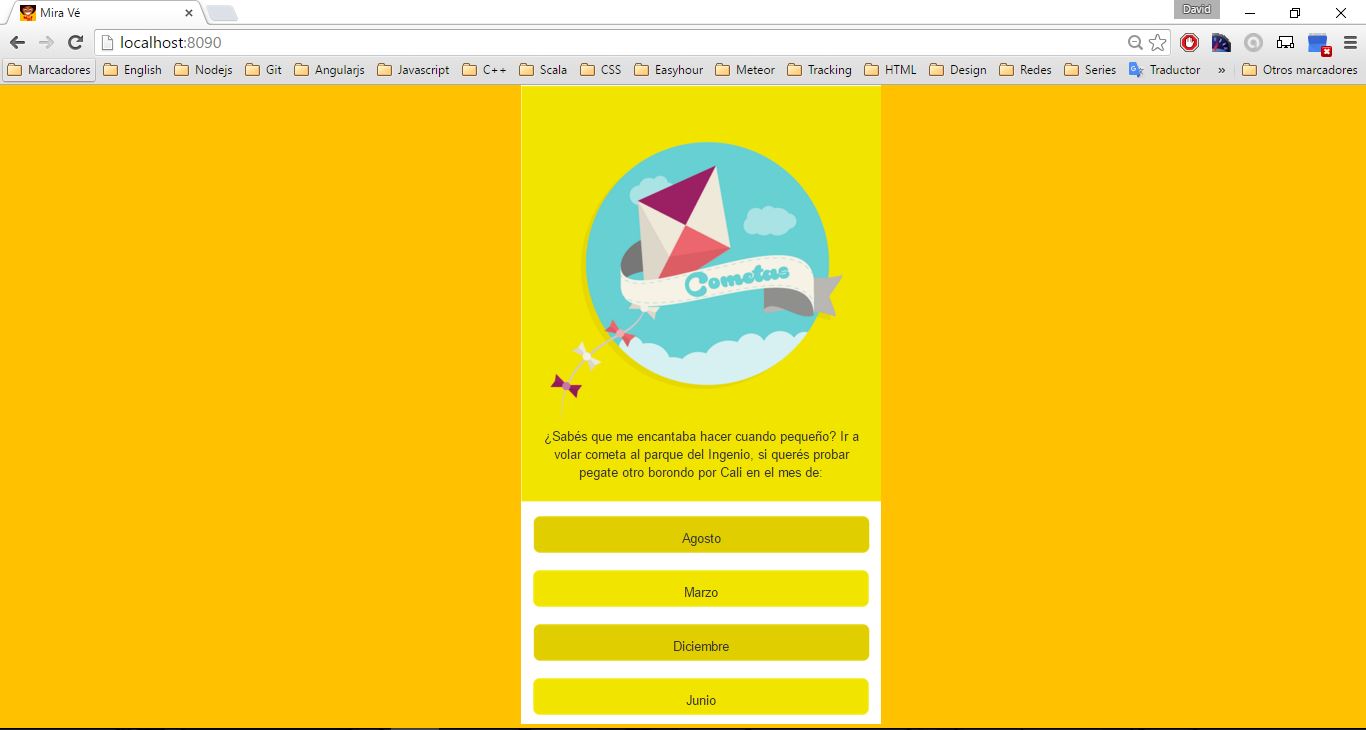 Mira Vé
David
localhost:8090
Marcadores English Nodejs Git Angularjs Javascript C++ Scala CSS Easyhour Meteor Tracking HTML Design Redes Series Traductor » Otros marcadores
Cometas
¿Sabés que me encantaba hacer cuando pequeño? Ir a
volar cometa al parque del Ingenio, si querés probar
pegate otro borondo por Cali en el mes de:
Agosto
Marzo
Diciembre
Junio